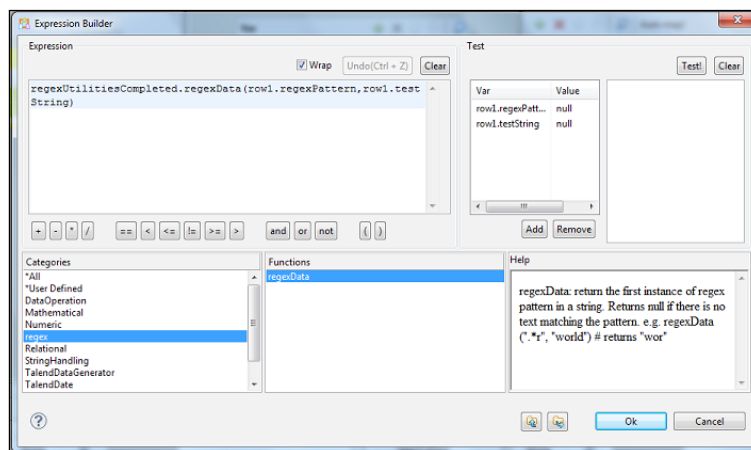 Expression Builder
Expression
Wrap
Undo(Ctrl + Z)
Clear
regexUtilitiesCompleted.regexData(row1.regexPattern,row1.test
String)
+ - * /
== < <= != >= >
and or not
( )
Test
Test!
Clear
Var Value
row1.regexPatt... null
row1.testString null
Add Remove
Categories
*All
*User Defined
DataOperation
Mathematical
Numeric
regex
Relational
StringHandling
TalendDataGenerator
TalendDate
Functions
regexData
Help
regexData: return the first instance of regex
pattern in a string. Returns null if there is no
text matching the pattern. e.g. regexData
(".*r", "world") # returns "wor"
?
Ok
Cancel